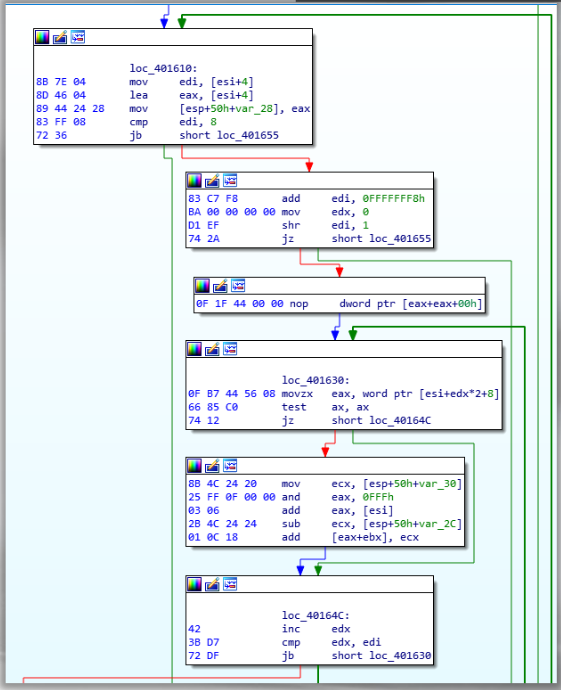 loc_401610:
8B 7E 04 mov edi, [esi+4]
8D 46 04 lea eax, [esi+4]
89 44 24 28 mov [esp+50h+var_28], eax
83 FF 08 cmp edi, 8
72 36 jb short loc_401655
83 C7 F8 add edi, 0FFFFFFF8h
BA 00 00 00 00 mov edx, 0
D1 EF shr edi, 1
74 2A jz short loc_401655
0F 1F 44 00 00 nop dword ptr [eax+eax+00h]
loc_401630:
0F B7 44 56 08 movzx eax, word ptr [esi+edx*2+8]
66 85 C0 test ax, ax
74 12 jz short loc_40164C
8B 4C 24 20 mov ecx, [esp+50h+var_30]
25 FF 0F 00 00 and eax, 0FFFh
03 06 add eax, [esi]
2B 4C 24 24 sub ecx, [esp+50h+var_2C]
01 0C 18 add [eax+ebx], ecx
loc_40164C:
42 inc edx
3B D7 cmp edx, edi
72 DF jb short loc_401630